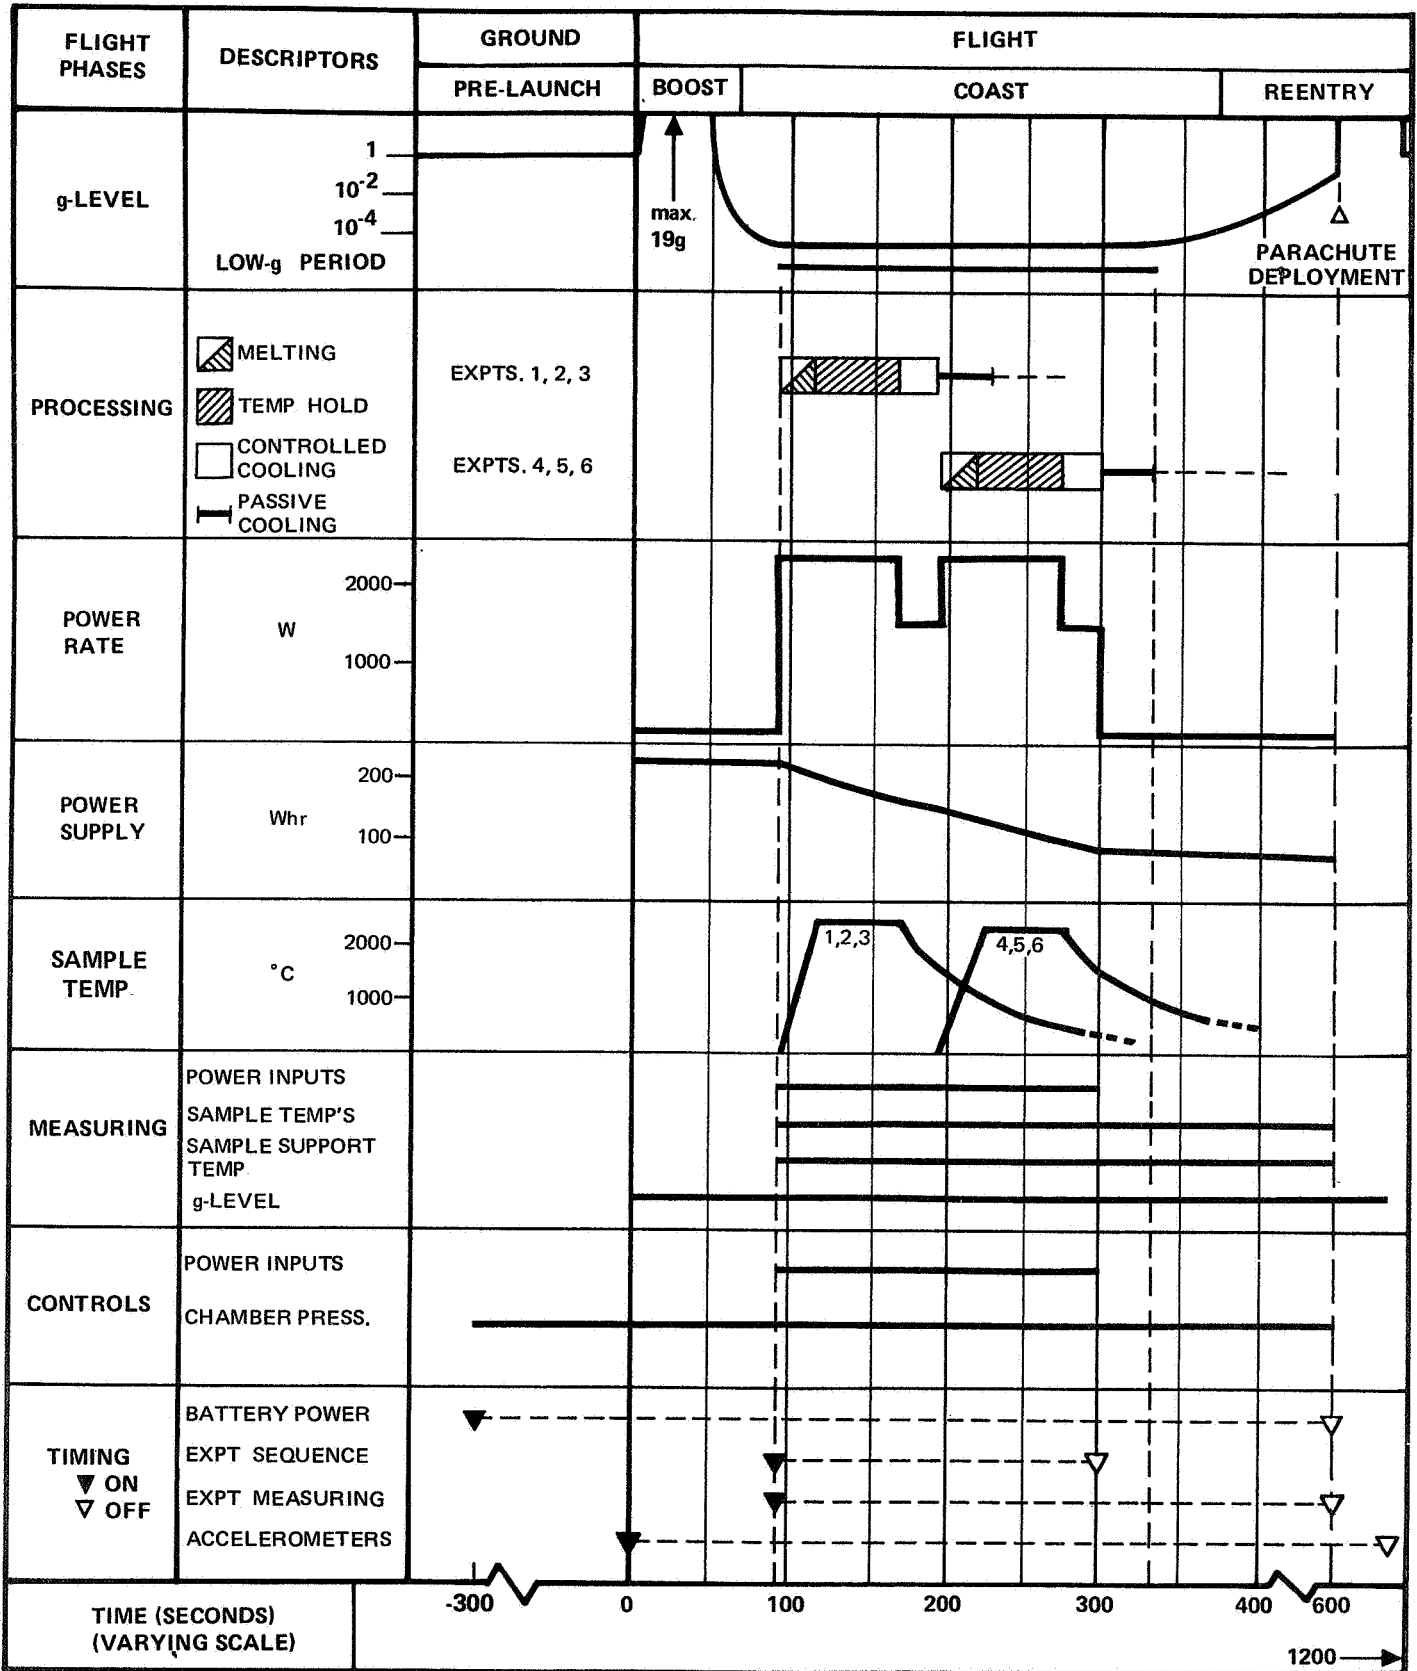 FLIGHT PHASES
DESCRIPTORS
GROUND
FLIGHT
PRE-LAUNCH
BOOST
COAST
REENTRY
g-LEVEL
1
10-2
10-4
LOW-g PERIOD
max.
19g
PARACHUTE
DEPLOYMENT
PROCESSING
MELTING
TEMP HOLD
CONTROLLED
COOLING
PASSIVE
COOLING
EXPTS. 1, 2, 3
EXPTS. 4, 5, 6
POWER
RATE
W
2000
1000
POWER
SUPPLY
Whr
200
100
SAMPLE
TEMP.
°C
2000
1000
1,2,3
4,5,6
MEASURING
POWER INPUTS
SAMPLE TEMP'S
SAMPLE SUPPORT
TEMP.
g-LEVEL
CONTROLS
POWER INPUTS
CHAMBER PRESS.
TIMING
▼ ON
▽ OFF
BATTERY POWER
EXPT SEQUENCE
EXPT MEASURING
ACCELEROMETERS
TIME (SECONDS)
(VARYING SCALE)
-300
0
100
200
300
400
600
1200